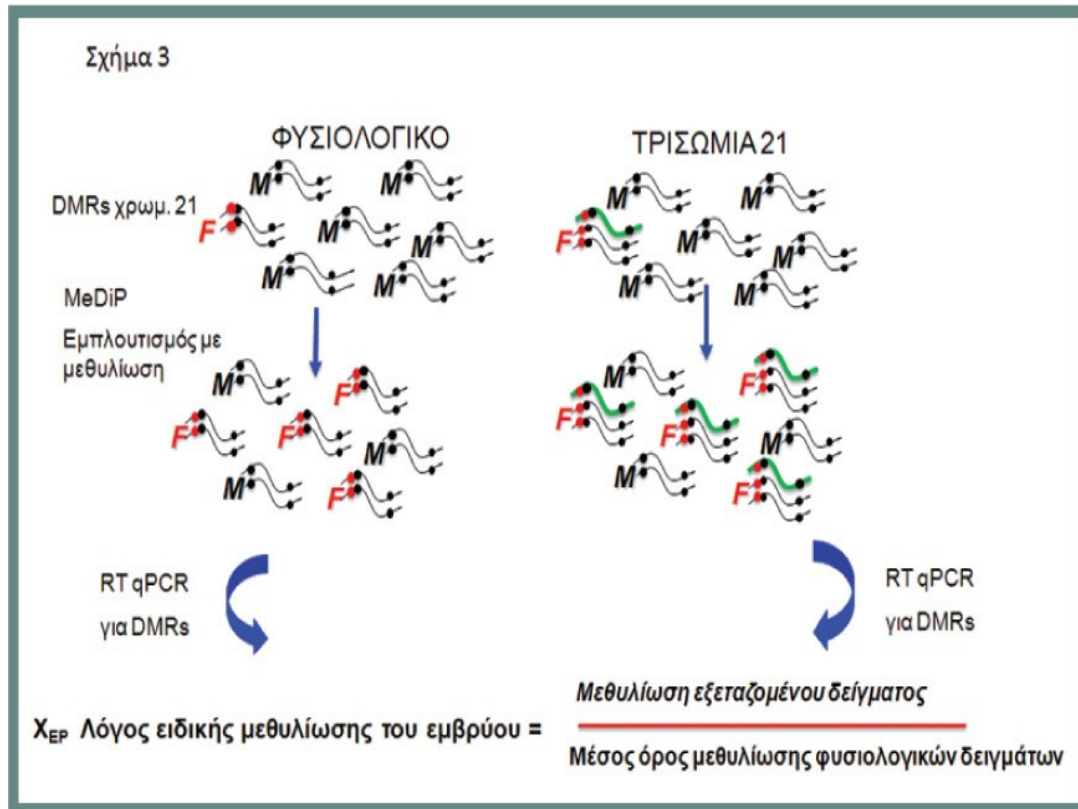 Σχήμα 3
ΦΥΣΙΟΛΟΓΙΚΟ
ΤΡΙΣΩΜΙΑ 21
M
M
M
M
DMRs χρωμ. 21
F
M
M
F
M
M
M
M
M
M
MeDiP
Εμπλουτισμός με
μεθυλίωση
M
F
M
F
F
F
F
F
M
M
M
F
M
F
RT qPCR
για DMRs
RT qPCR
για DMRs
Χ_EP Λόγος ειδικής μεθυλίωσης του εμβρύου =
Μεθυλίωση εξεταζομένου δείγματος
Μέσος όρος μεθυλίωσης φυσιολογικών δειγμάτων